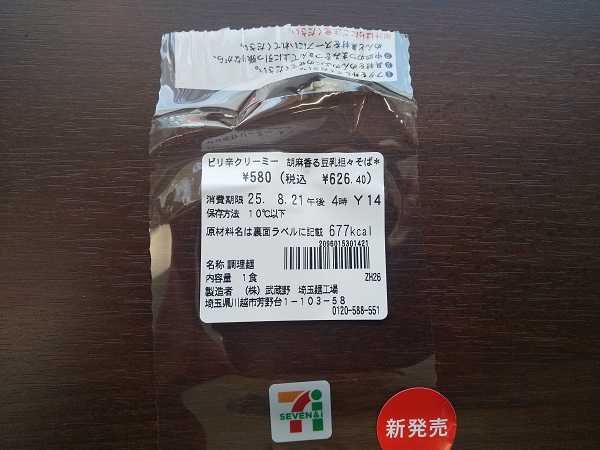 ピリ辛クリーミー 胡麻香る豆乳担々そば*
¥580 (税込 ¥626.40)
消費期限 25. 8.21午後 4時 Y14
保存方法 10℃以下
原材料名は裏面ラベルに記載 677kcal
2096015301421
名称 調理麺
内容量 1食
ZH26
製造者 (株)武蔵野 埼玉麺工場
埼玉県川越市芳野台1-103-58
0120-588-551
SEVEN&i
新発売